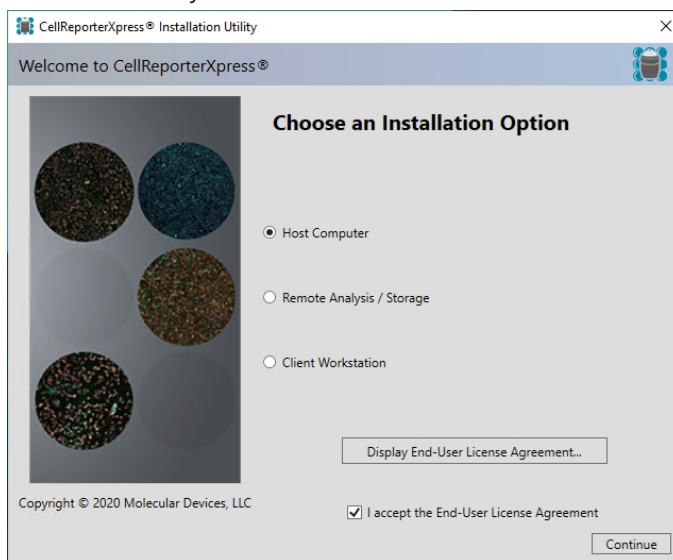 CellReporterXpress® Installation Utility
Welcome to CellReporterXpress®
Choose an Installation Option
Host Computer
Remote Analysis / Storage
Client Workstation
Display End-User License Agreement...
Copyright © 2020 Molecular Devices, LLC
I accept the End-User License Agreement
Continue